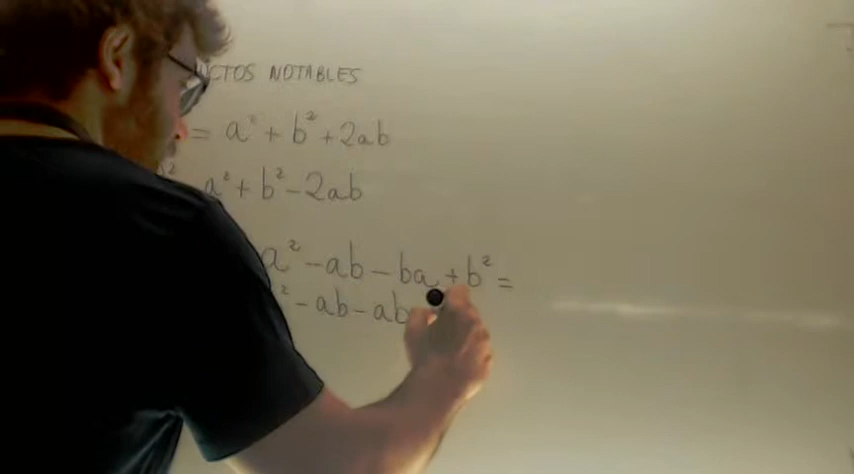 CTOS NOTABLES
= a² + b² + 2ab
a² + b² - 2ab
a² - ab - ba + b² =
² - ab - ab